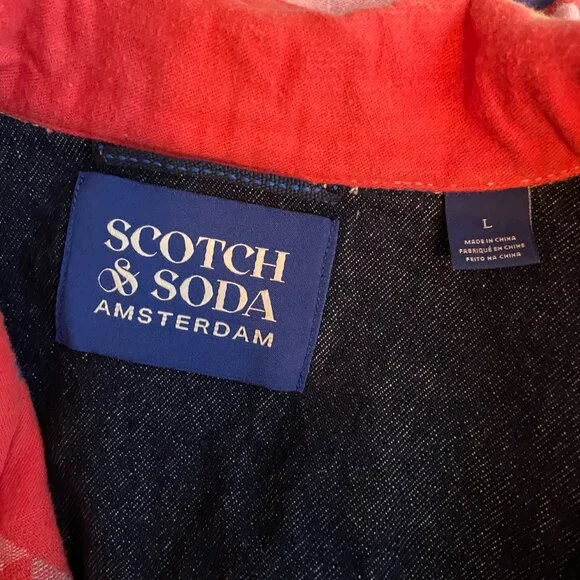 SCOTCH
& SODA
AMSTERDAM
L
MADE IN CHINA
FABRIQUÉ EN CHINE
FEITO NA CHINA